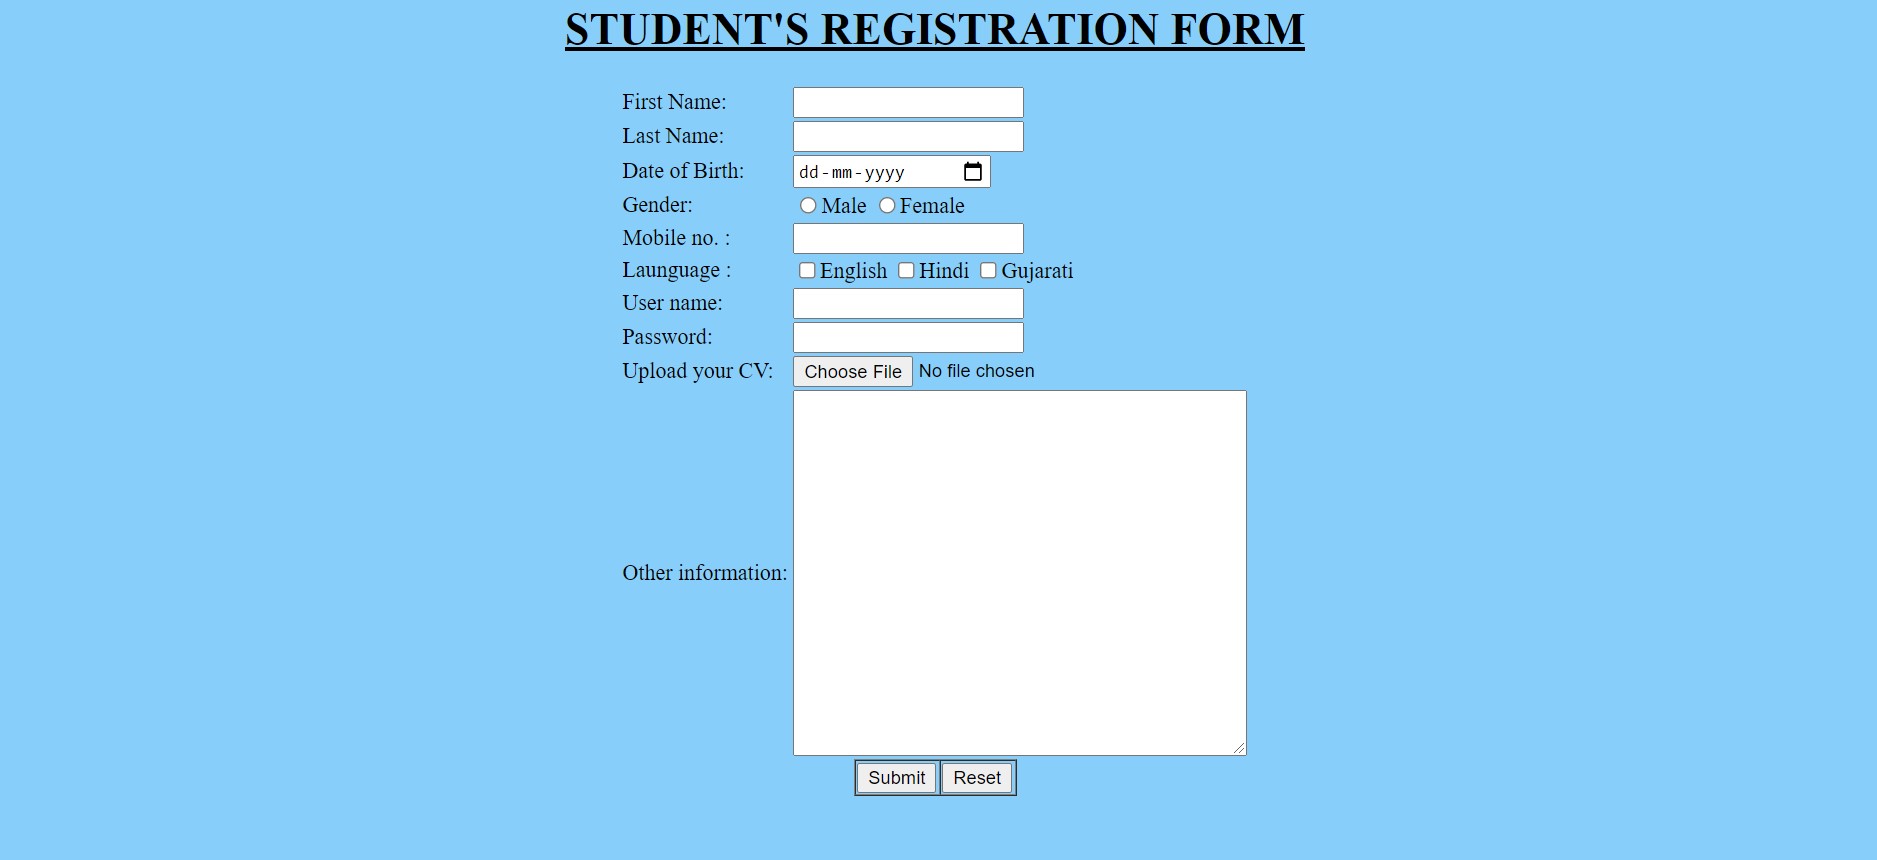 STUDENT'S REGISTRATION FORM
First Name:
Last Name:
Date of Birth: dd-mm-yyyy
Gender: Male Female
Mobile no. :
Launguage : English Hindi Gujarati
User name:
Password:
Upload your CV: Choose File No file chosen
Other information:
Submit Reset